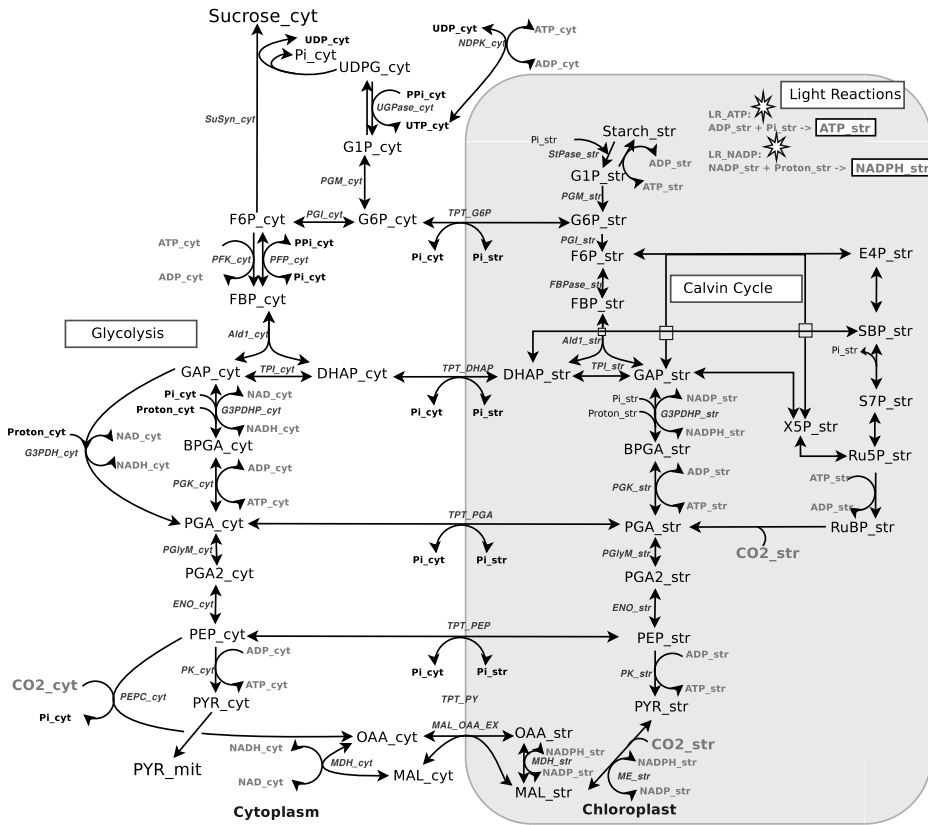 Sucrose_cyt
UDP_cyt
Pi_cyt
UDPG_cyt
UDP_cyt
NDPK_cyt
ATP_cyt
ADP_cyt
SuSyn_cyt
PPi_cyt
UGPase_cyt
UTP_cyt
G1P_cyt
PGM_cyt
F6P_cyt
PGI_cyt
G6P_cyt
TPT_G6P
Pi_cyt
Pi_str
ATP_cyt
PFK_cyt
ADP_cyt
PPi_cyt
PFP_cyt
Pi_cyt
FBP_cyt
Glycolysis
Ald1_cyt
GAP_cyt
TPI_cyt
DHAP_cyt
TPT_DHAP
Pi_cyt
Pi_str
Pi_cyt
Proton_cyt
NAD_cyt
G3PDHP_cyt
NADH_cyt
Proton_cyt
G3PDH_cyt
NAD_cyt
NADH_cyt
BPGA_cyt
PGK_cyt
ADP_cyt
ATP_cyt
PGA_cyt
TPT_PGA
Pi_cyt
Pi_str
PGlyM_cyt
PGA2_cyt
ENO_cyt
PEP_cyt
TPT_PEP
Pi_cyt
Pi_str
PK_cyt
ADP_cyt
ATP_cyt
CO2_cyt
PEPC_cyt
Pi_cyt
PYR_cyt
TPT_PY
PYR_mit
OAA_cyt
MAL_OAA_EX
NADH_cyt
MDH_cyt
NAD_cyt
MAL_cyt
Cytoplasm
Light Reactions
LR_ATP:
ADP_str + Pi_str -> ATP_str
LR_NADP:
NADP_str + Proton_str -> NADPH_str
Starch_str
Pi_str
StPase_str
ADP_str
ATP_str
G1P_str
PGM_str
G6P_str
PGI_str
F6P_str
E4P_str
FBPase_str
Calvin Cycle
FBP_str
Ald1_str
SBP_str
Pi_str
TPI_str
DHAP_str
GAP_str
S7P_str
X5P_str
Pi_str
Proton_str
NADP_str
G3PDHP_str
NADPH_str
BPGA_str
Ru5P_str
PGK_str
ADP_str
ATP_str
ATP_str
ADP_str
PGA_str
RuBP_str
CO2_str
PGlyM_str
PGA2_str
ENO_str
PEP_str
PK_str
ADP_str
ATP_str
PYR_str
OAA_str
CO2_str
NADPH_str
MDH_str
NADP_str
NADPH_str
ME_str
NADP_str
MAL_str
Chloroplast